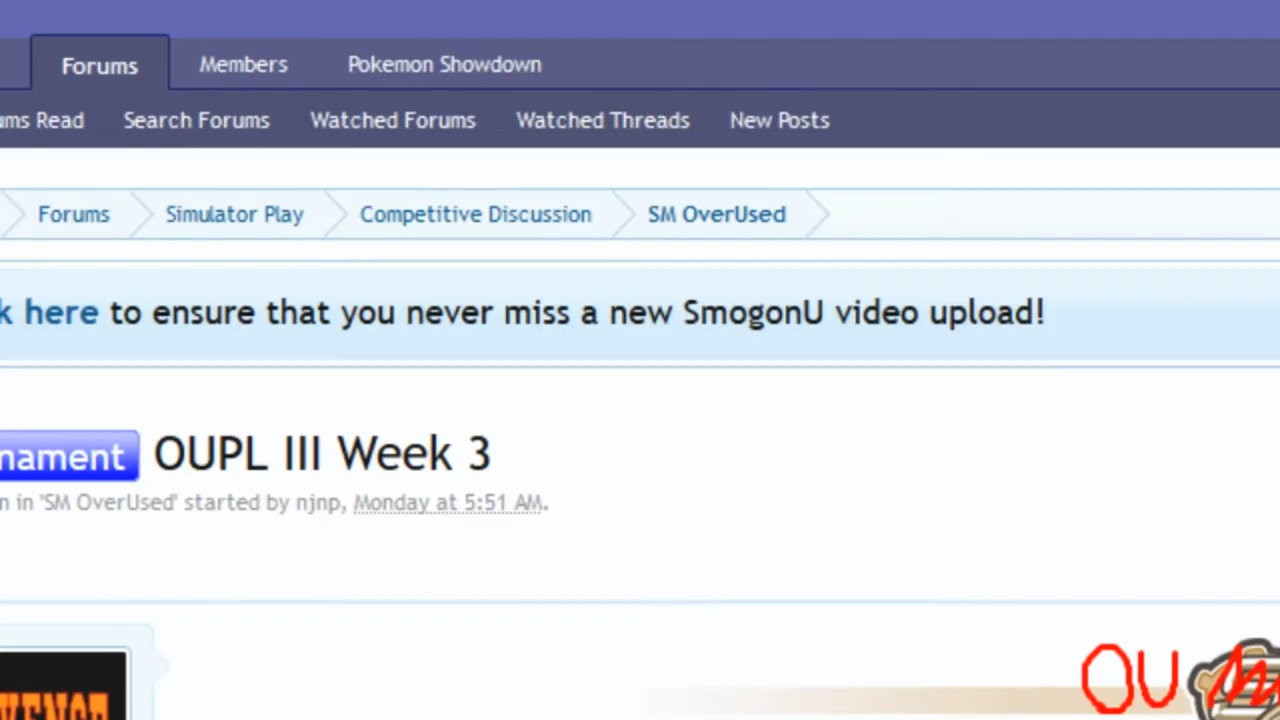 Forums Members Pokemon Showdown
Read Search Forums Watched Forums Watched Threads New Posts
Forums Simulator Play Competitive Discussion SM OverUsed
here to ensure that you never miss a new SmogonU video upload!
OUPL III Week 3
in 'SM OverUsed' started by njnp, Monday at 5:51 AM.
OU